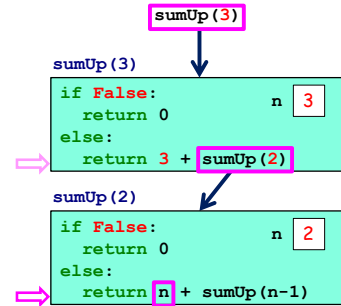 sumUp(3)
sumUp(3)
if False:
n 3
return 0
else:
return 3 + sumUp(2)
sumUp(2)
if False:
n 2
return 0
else:
return n + sumUp(n-1)